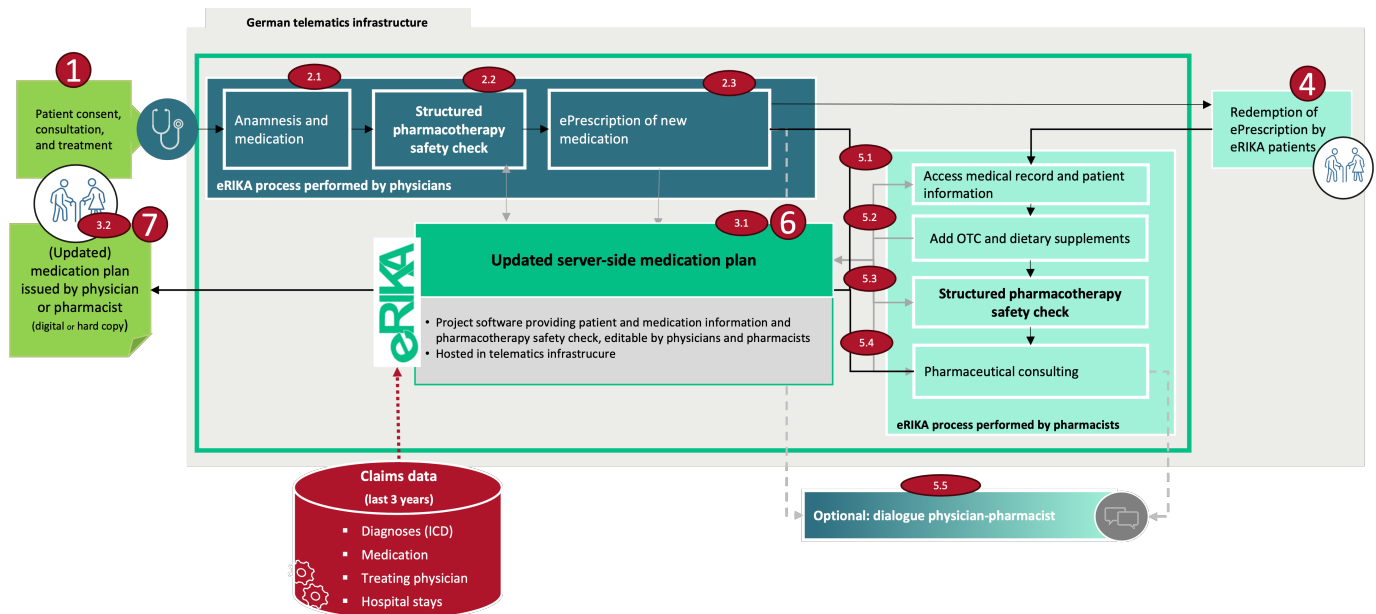 German telematics infrastructure
1
Patient consent,
consultation,
and treatment
2.1
Anamnesis and
medication
2.2
Structured
pharmacotherapy
safety check
2.3
ePrescription of new
medication
eRIKA process performed by physicians
4
Redemption of
ePrescription by
eRIKA patients
3.2
7
(Updated)
medication plan
issued by physician
or pharmacist
(digital or hard copy)
eRIKA
3.1
6
Updated server-side medication plan
• Project software providing patient and medication information and
pharmacotherapy safety check, editable by physicians and pharmacists
• Hosted in telematics infrastrucure
5.1
Access medical record and patient
information
5.2
Add OTC and dietary supplements
5.3
Structured pharmacotherapy
safety check
5.4
Pharmaceutical consulting
eRIKA process performed by pharmacists
Claims data
(last 3 years)
▪ Diagnoses (ICD)
▪ Medication
▪ Treating physician
▪ Hospital stays
5.5
Optional: dialogue physician-pharmacist